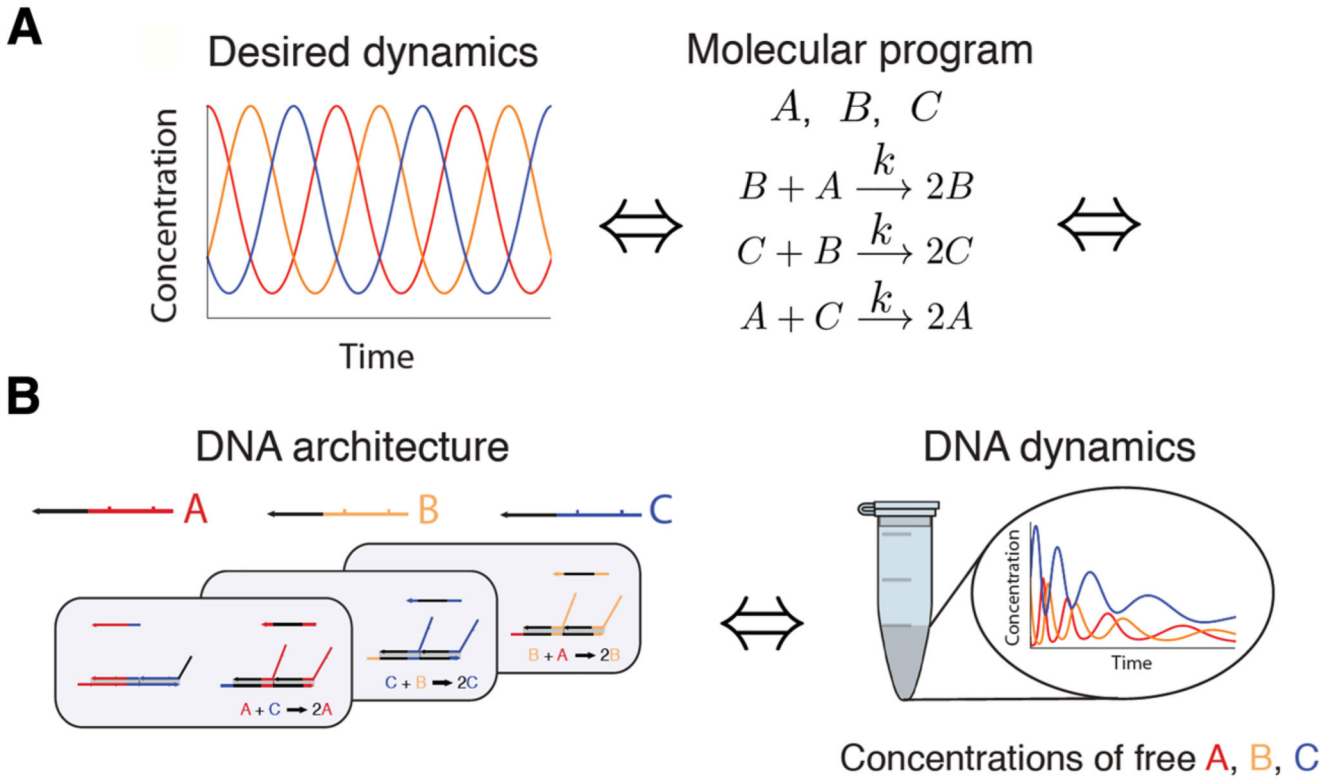 A
Desired dynamics
Concentration
Time
Molecular program
A, B, C
B + A k→ 2B
C + B k→ 2C
A + C k→ 2A
B
DNA architecture
A
B
C
B + A → 2B
C + B → 2C
A + C → 2A
DNA dynamics
Concentration
Time
Concentrations of free A, B, C